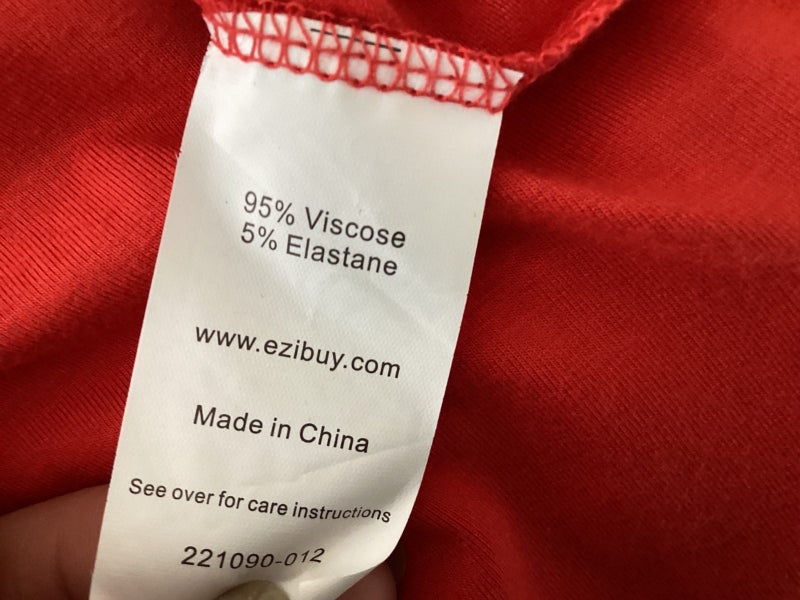 95% Viscose
5% Elastane
www.ezibuy.com
Made in China
See over for care instructions
221090-012